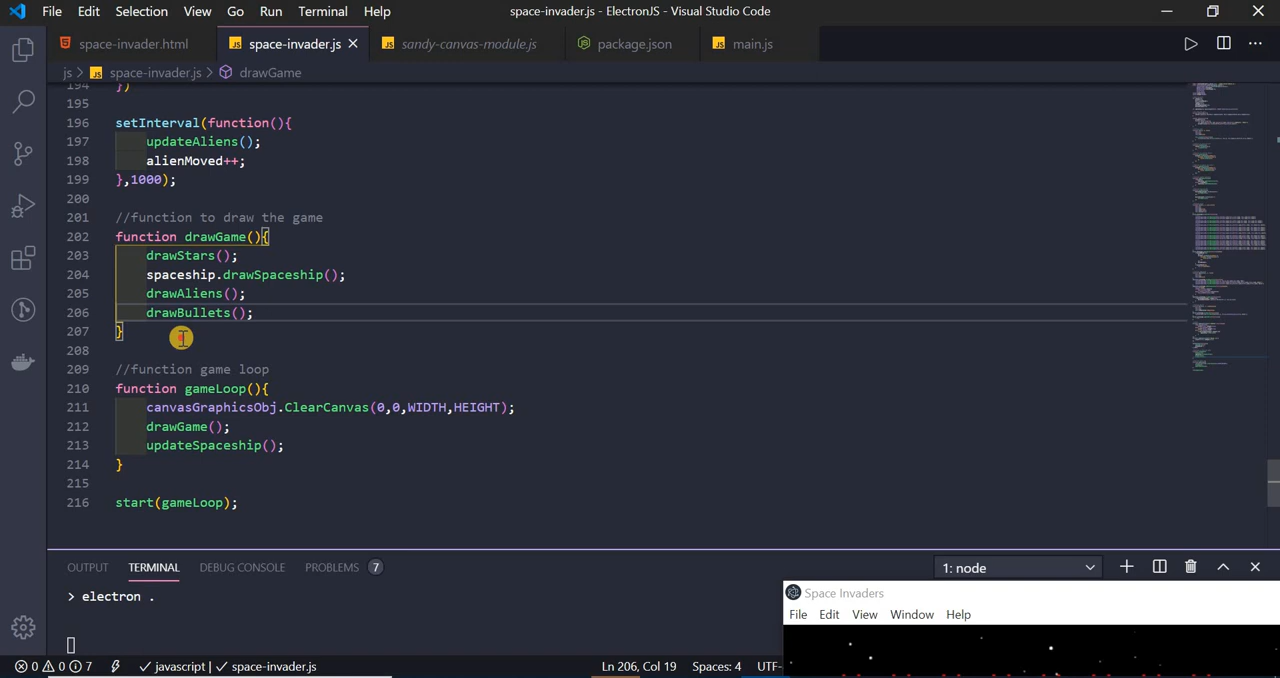 File Edit Selection View Go Run Terminal Help space-invader.js - ElectronJS - Visual Studio Code
space-invader.html space-invader.js sandy-canvas-module.js package.json main.js
js > space-invader.js > drawGame
194 })
195
196 setInterval(function(){
197 updateAliens();
198 alienMoved++;
199 },1000);
200
201 //function to draw the game
202 function drawGame(){
203 drawStars();
204 spaceship.drawSpaceship();
205 drawAliens();
206 drawBullets();
207 }
208
209 //function game loop
210 function gameLoop(){
211 canvasGraphicsObj.ClearCanvas(0,0,WIDTH,HEIGHT);
212 drawGame();
213 updateSpaceship();
214 }
215
216 start(gameLoop);
OUTPUT TERMINAL DEBUG CONSOLE PROBLEMS 7 1: node
> electron .
Space Invaders
File Edit View Window Help
0 0 7 javascript | space-invader.js Ln 206, Col 19 Spaces: 4 UTF-